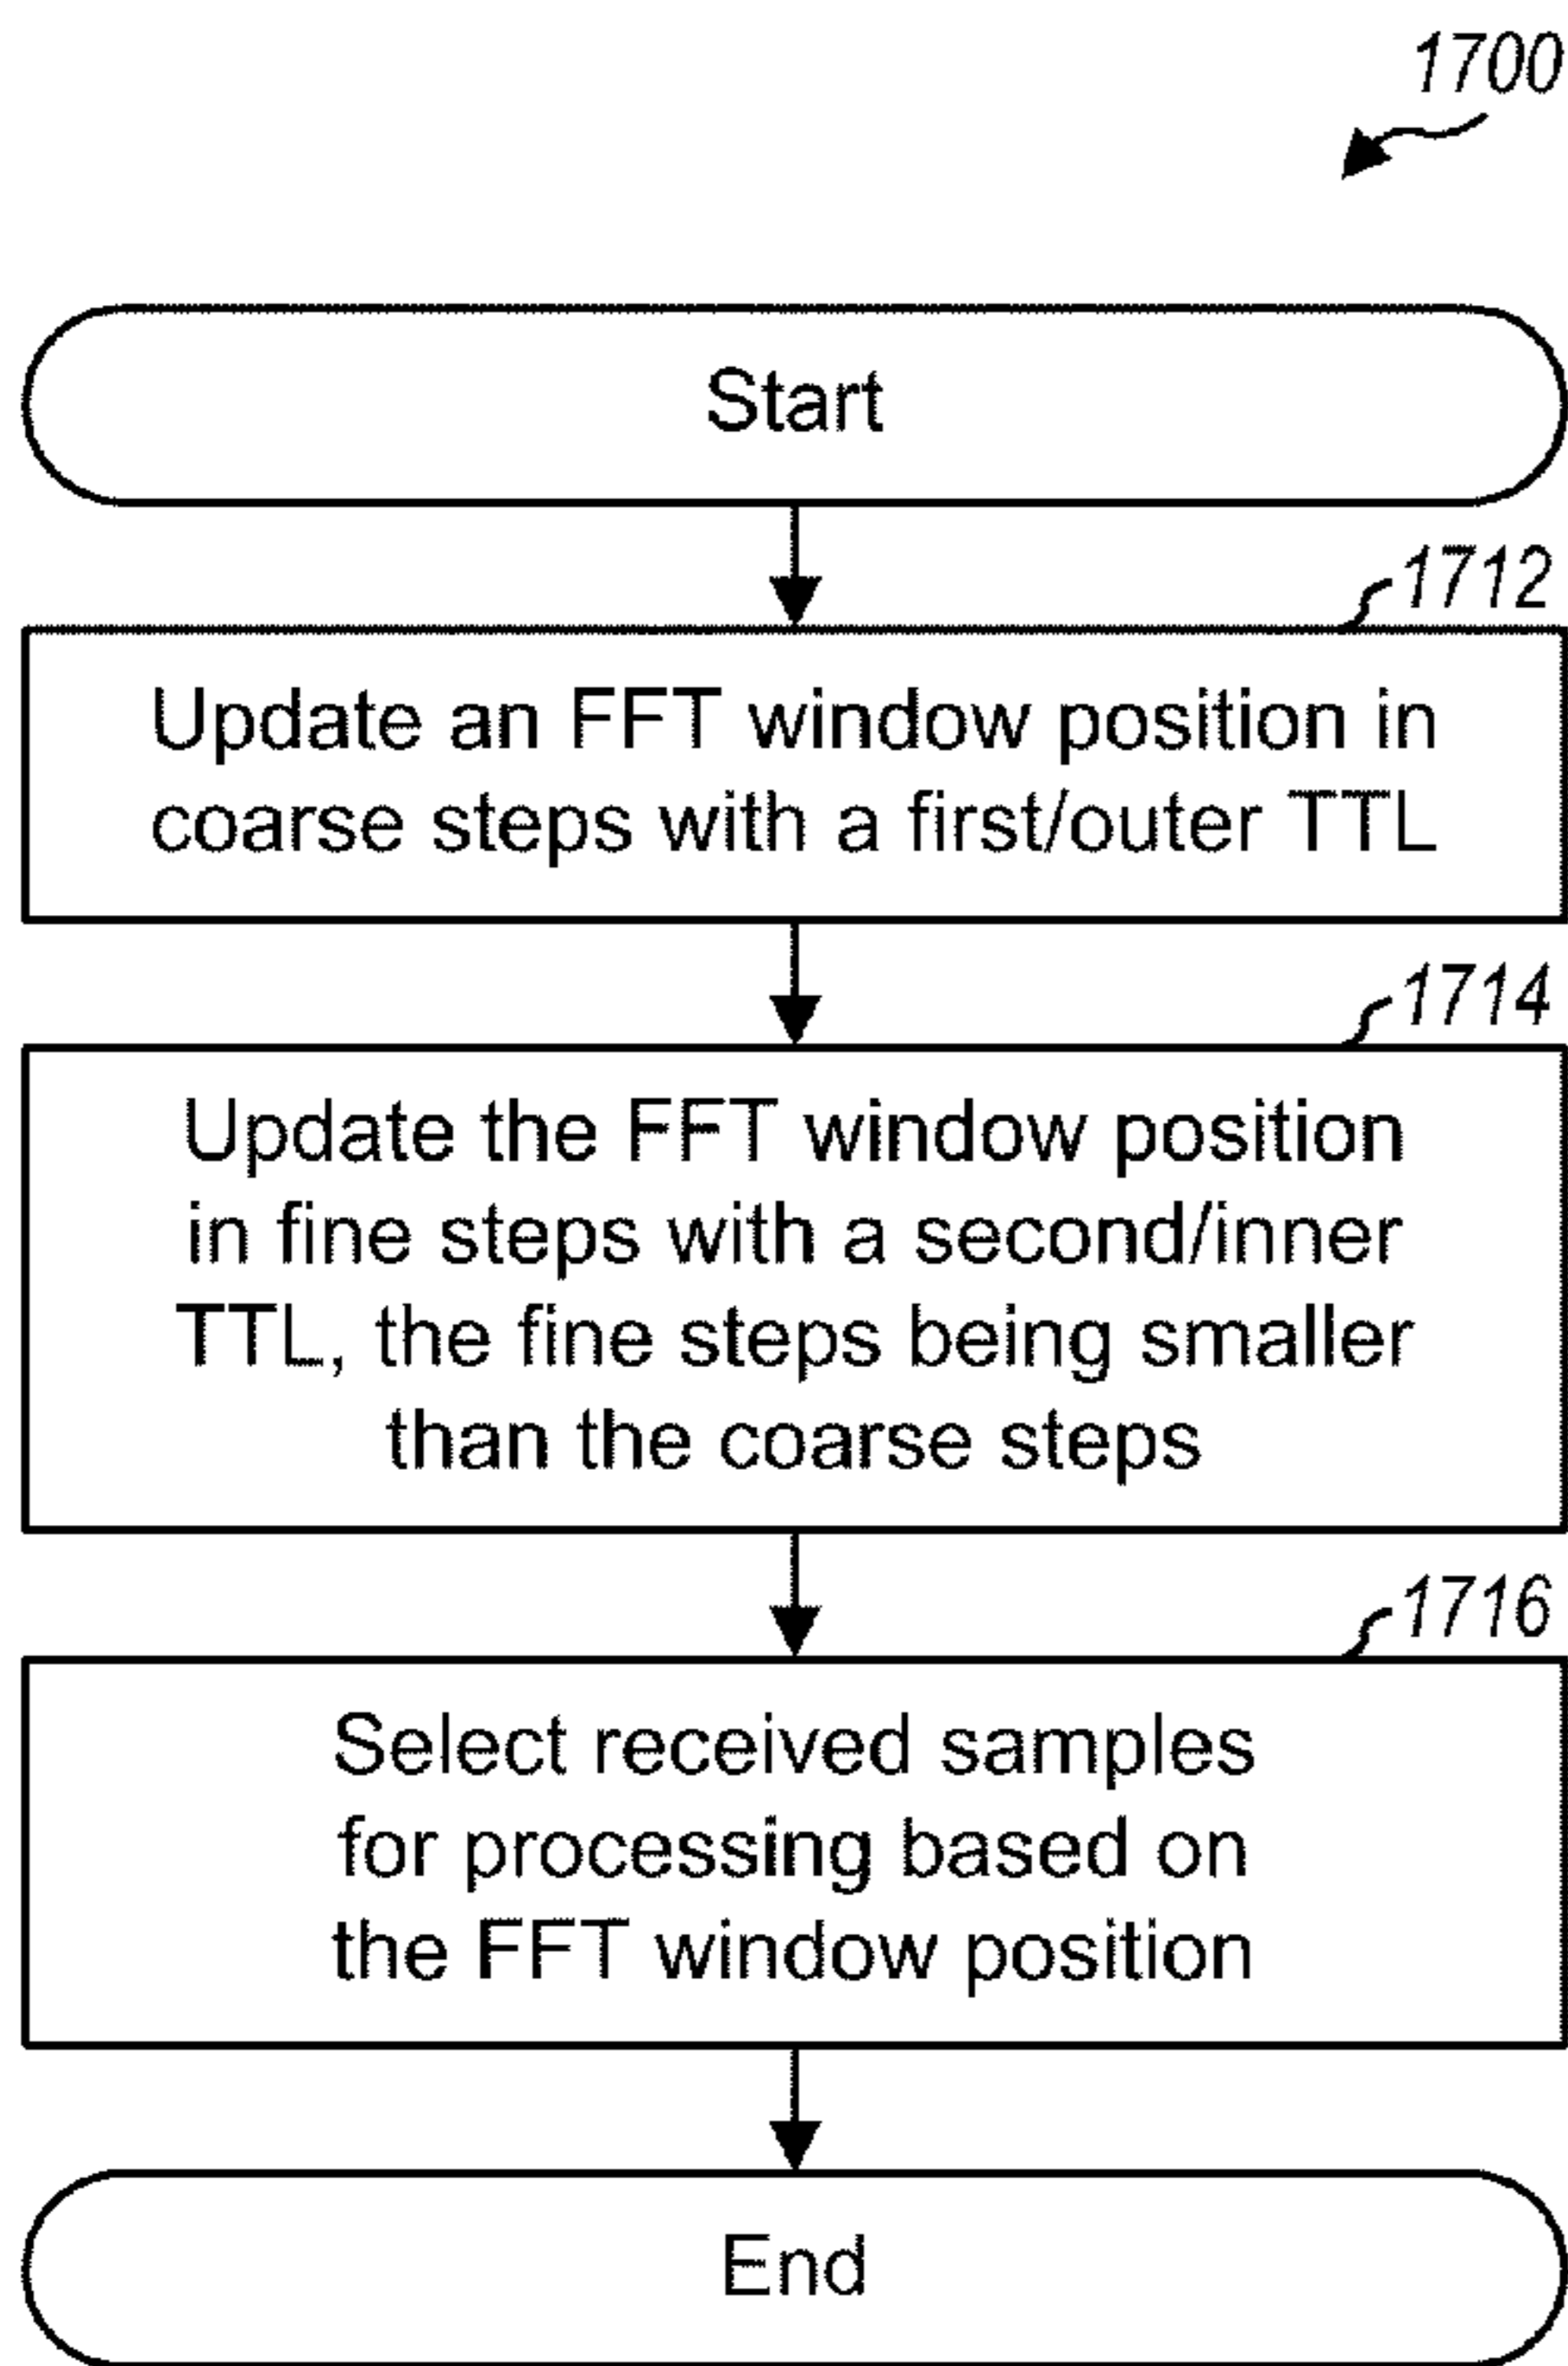 1700
Start
1712
Update an FFT window position in
coarse steps with a first/outer TTL
1714
Update the FFT window position
in fine steps with a second/inner
TTL, the fine steps being smaller
than the coarse steps
1716
Select received samples
for processing based on
the FFT window position
End